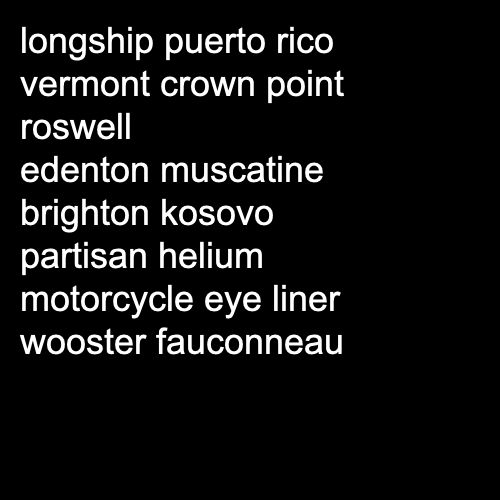 longship puerto rico
vermont crown point
roswell
edenton muscatine
brighton kosovo
partisan helium
motorcycle eye liner
wooster fauconneau